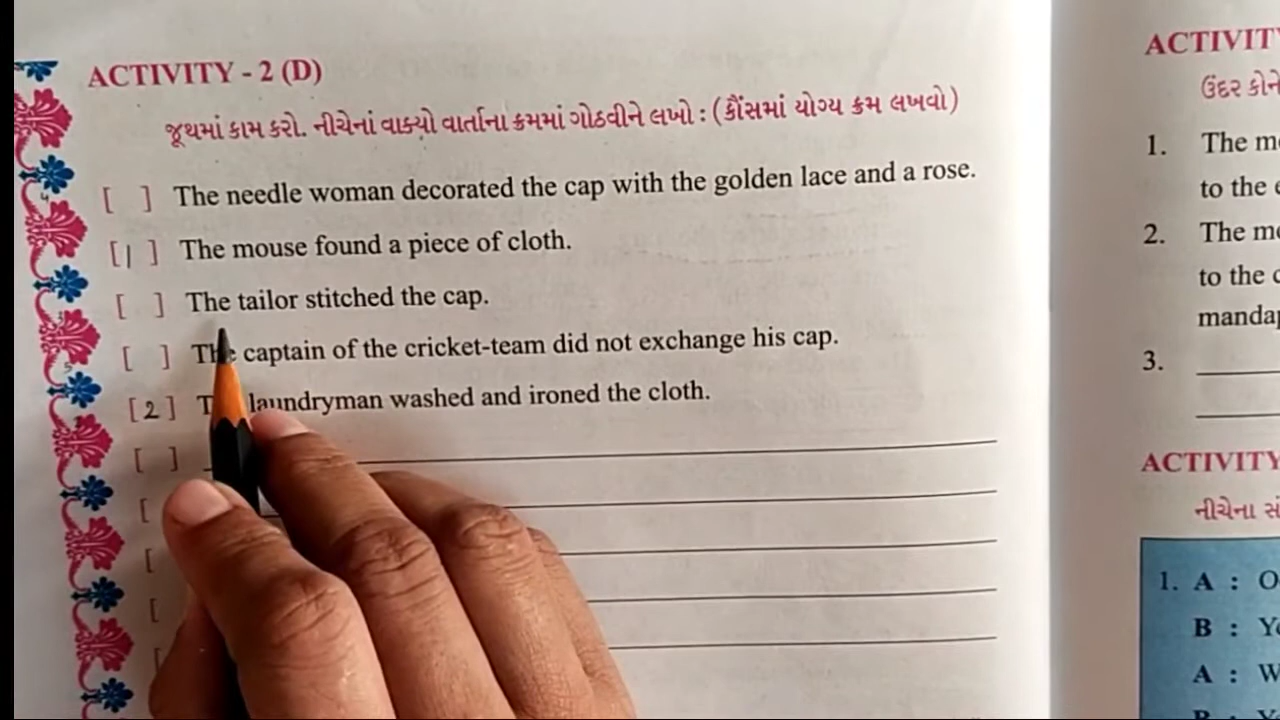 ACTIVITY - 2 (D)
જૂથમાં કામ કરો. નીચેનાં વાક્યો વાર્તાના ક્રમમાં ગોઠવીને લખો : (કૌંસમાં યોગ્ય ક્રમ લખવો)
[ ] The needle woman decorated the cap with the golden lace and a rose.
[1] The mouse found a piece of cloth.
[ ] The tailor stitched the cap.
[ ] The captain of the cricket-team did not exchange his cap.
[2] laundryman washed and ironed the cloth.
[ ]
[
[
[
[
ACTIVITY
ઉંદર
1. The
to the
2. The
to the
3.
ACTIVITY
નીચેના
1. A : O
B :
A : W